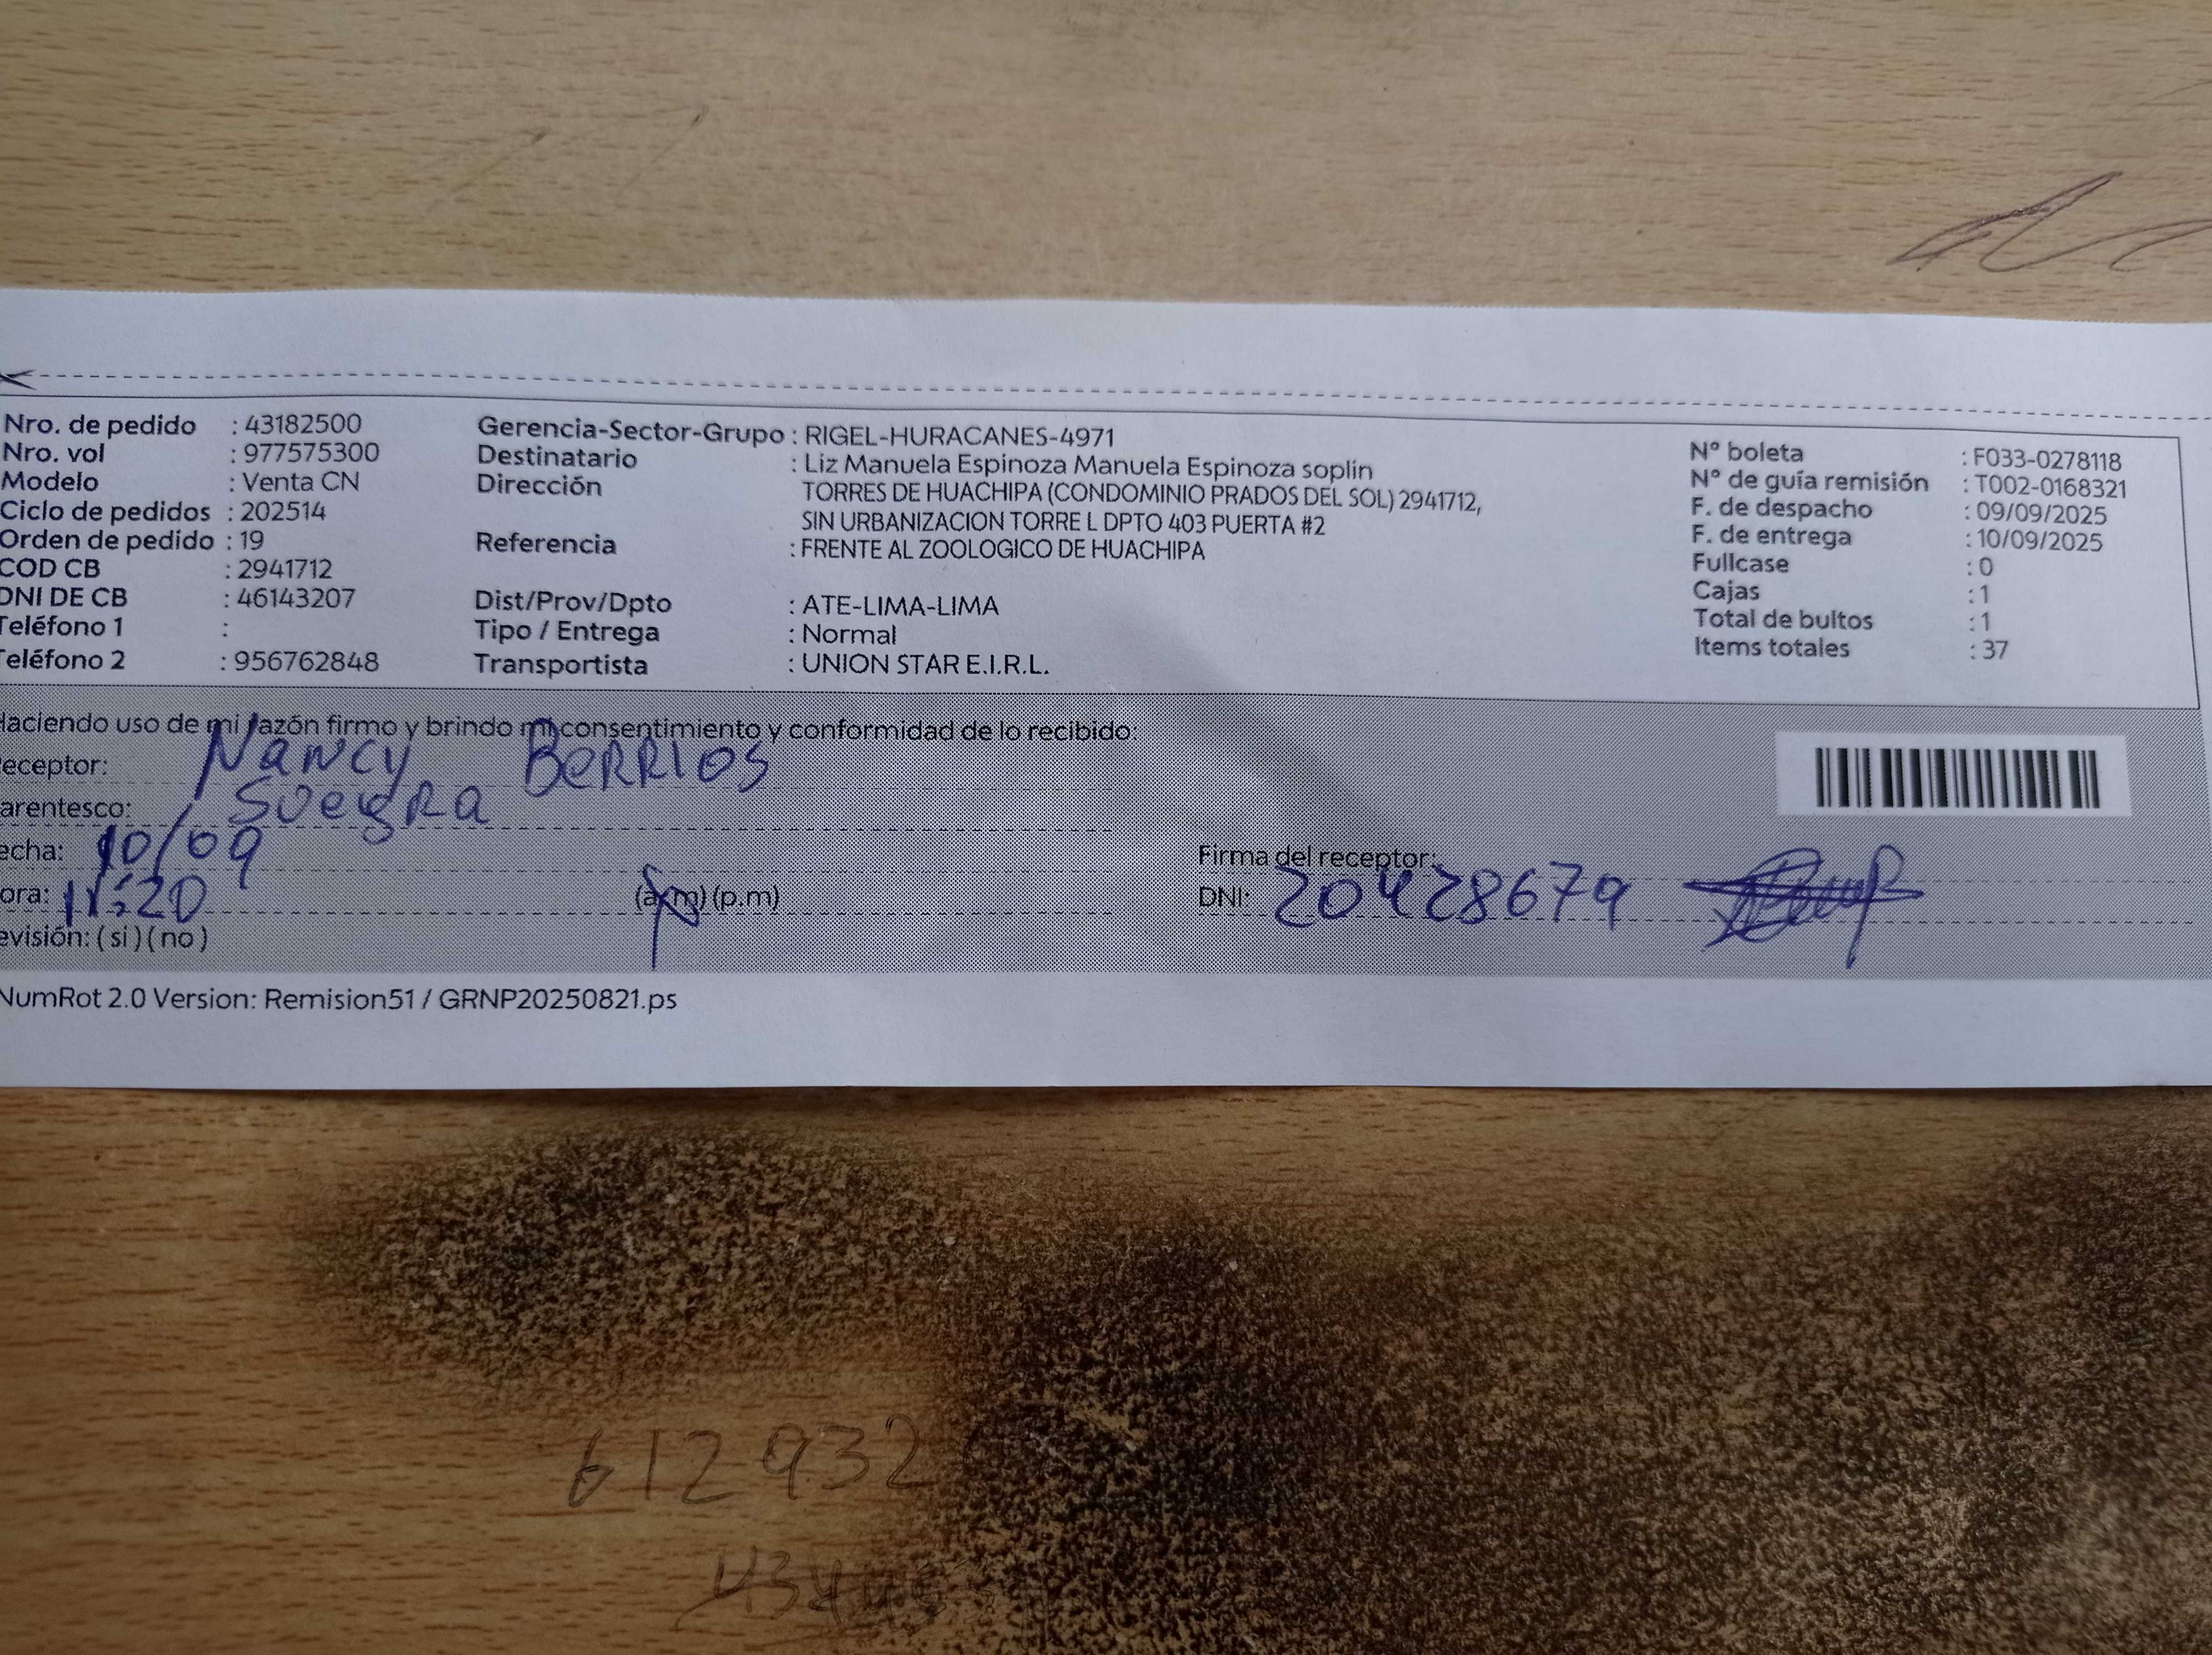 Nro. de pedido : 43182500
Nro. vol : 977575300
Modelo : Venta CN
Ciclo de pedidos : 202514
Orden de pedido : 19
COD CB : 2941712
DNI DE CB : 46143207
Teléfono 1 :
Teléfono 2 : 956762848
Gerencia-Sector-Grupo : RIGEL-HURACANES-4971
Destinatario : Liz Manuela Espinoza Manuela Espinoza soplin
Dirección TORRES DE HUACHIPA (CONDOMINIO PRADOS DEL SOL) 2941712,
SIN URBANIZACION TORRE L DPTO 403 PUERTA #2
Referencia : FRENTE AL ZOOLOGICO DE HUACHIPA
Dist/Prov/Dpto : ATE-LIMA-LIMA
Tipo / Entrega : Normal
Transportista : UNION STAR E.I.R.L.
N° boleta : F033-0278118
N° de guía remisión : T002-0168321
F. de despacho : 09/09/2025
F. de entrega : 10/09/2025
Fullcase : 0
Cajas : 1
Total de bultos : 1
Items totales : 37
Haciendo uso de mi razón firmo y brindo mi consentimiento y conformidad de lo recibido:
eceptor: Nancy Berrios
arentesco: Suegra
echa: 10/09
ora: 11:20 (a.m) (p.m)
evisión: ( si ) ( no )
Firma del receptor:
DNI: 20428679
NumRot 2.0 Version: Remision51 / GRNP20250821.ps
612932